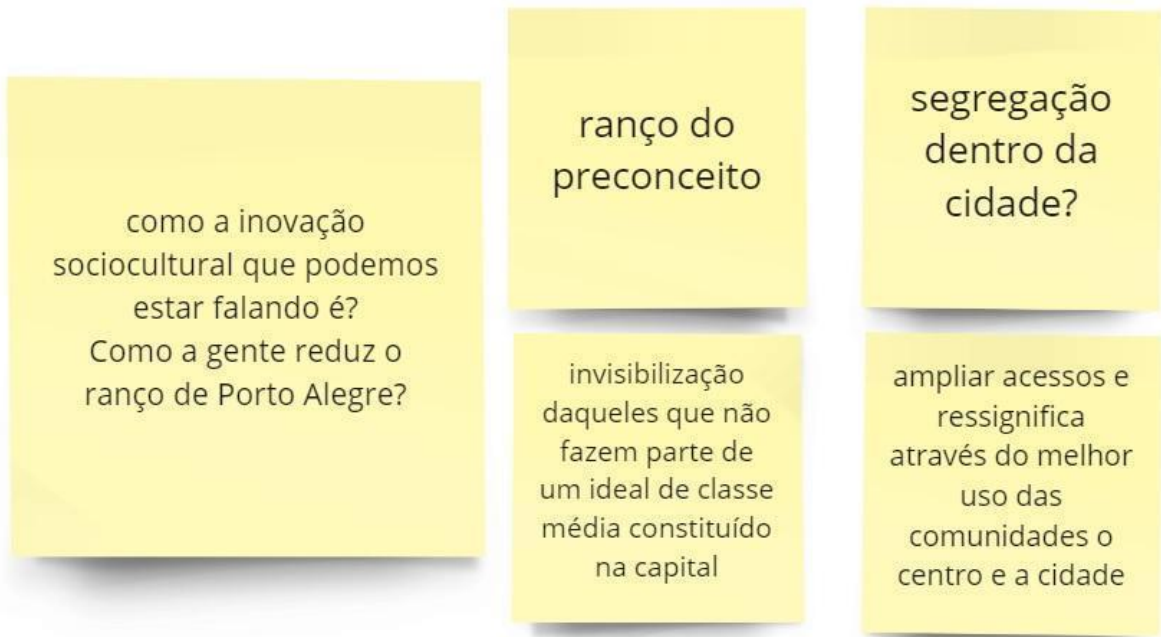 como a inovação
sociocultural que podemos
estar falando é?
Como a gente reduz o
ranço de Porto Alegre?
ranço do
preconceito
segregação
dentro da
cidade?
invisibilização
daqueles que não
fazem parte de
um ideal de classe
média constituído
na capital
ampliar acessos e
ressignifica
através do melhor
uso das
comunidades o
centro e a cidade